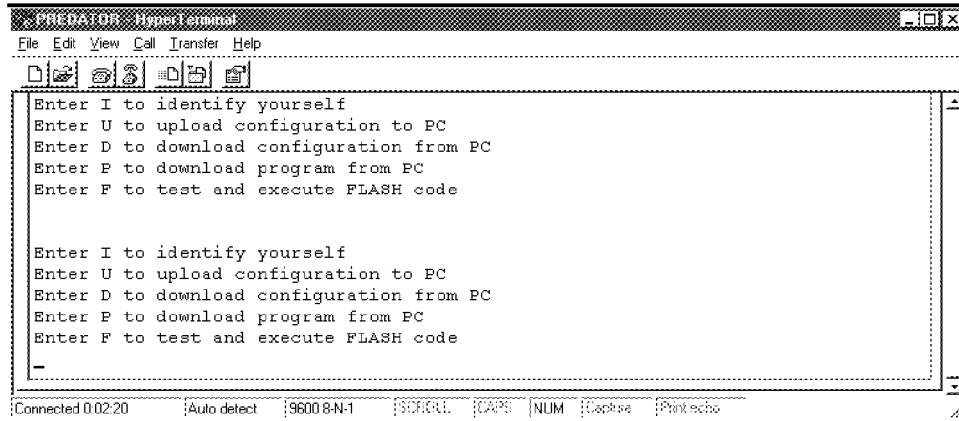 PREDATOR - HyperTerminal
File Edit View Call Transfer Help
Enter I to identify yourself
Enter U to upload configuration to PC
Enter D to download configuration from PC
Enter P to download program from PC
Enter F to test and execute FLASH code
Enter I to identify yourself
Enter U to upload configuration to PC
Enter D to download configuration from PC
Enter P to download program from PC
Enter F to test and execute FLASH code
Connected 0:02:20 Auto detect 9600 8-N-1 SCROLL CAPS NUM Capture Print echo